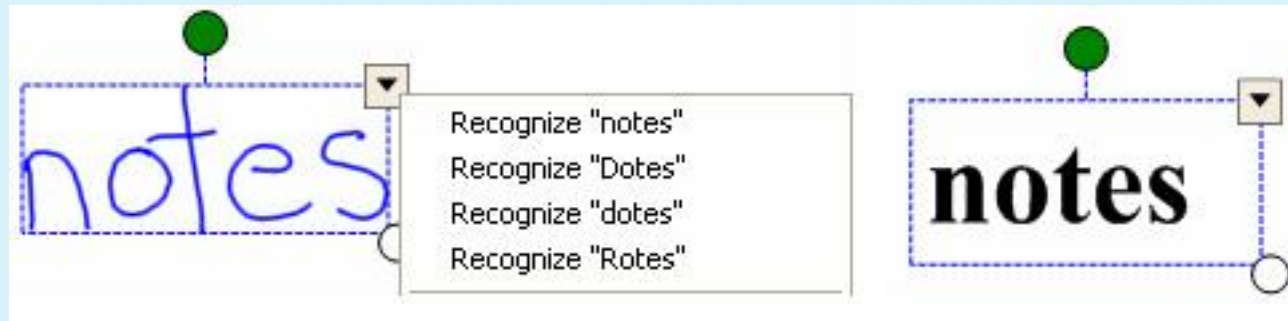 notes
Recognize "notes"
Recognize "Dotes"
Recognize "dotes"
Recognize "Rotes"
notes